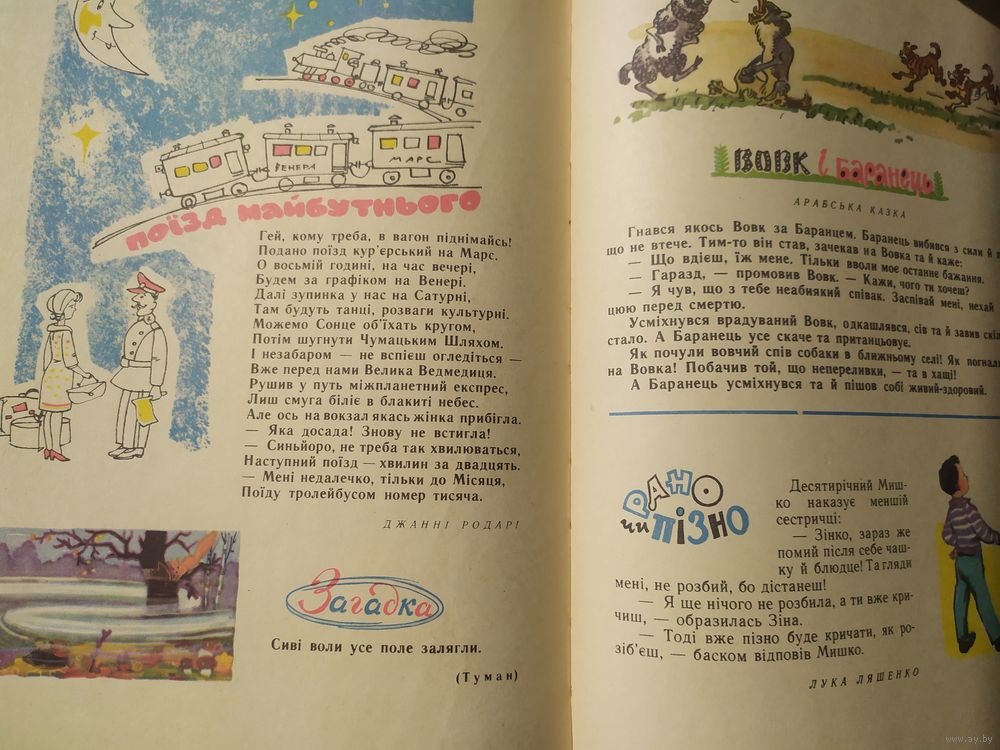 ВЕНЕРА
МАРС
ПОЇЗД МАЙБУТНЬОГО
Гей, кому треба, в вагон піднімайсь!
Подано поїзд кур’єрський на Марс.
О восьмій годині, на час вечері,
Будем за графіком на Венері.
Далі зупинка у нас на Сатурні,
Там будуть танці, розваги культурні.
Можемо Сонце об’їхать кругом,
Потім шугнути Чумацьким Шляхом.
І незабаром — не вспієш огледіться —
Вже перед нами Велика Ведмедиця.
Рушив у путь міжпланетний експрес,
Лиш смуга біліє в блакиті небес.
Але ось на вокзал якась жінка прибігла.
— Яка досада! Знову не встигла!
— Синьйоро, не треба так хвилюваться,
Наступний поїзд — хвилин за двадцять.
— Мені недалечко, тільки до Місяця,
Поїду тролейбусом номер тисяча.
ДЖАННІ РОДАРІ
Загадка
Сиві воли усе поле залягли.
(Туман)
ВОВК і баранець
АРАБСЬКА КАЗКА
Гнався якось Вовк за Баранцем. Баранець вибився з сили й
що не втече. Тим-то він став, зачекав на Вовка та й каже:
— Що вдієш, їж мене. Тільки вволи моє останнє бажання.
— Гаразд, — промовив Вовк. — Кажи, чого ти хочеш?
— Я чув, що з тебе неабиякий співак. Заспівай мені, нехай
цюю перед смертю.
Усміхнувся врадуваний Вовк, одкашлявся, сів та й завив
стало. А Баранець усе скаче та пританцьовує.
Як почули вовчий спів собаки в ближньому селі! Як
на Вовка! Побачив той, що непереливки, — та в хащі!
А Баранець усміхнувся та й пішов собі живий-здоровий.
РАНО
чи ПІЗНО
Десятирічний Миш-
ко наказує меншій
сестричці:
— Зінко, зараз же
помий після себе чаш-
ку й блюдце! Та гляди
мені, не розбий, бо дістанеш!
— Я ще нічого не розбила, а ти вже кри-
чиш, — образилась Зіна.
— Тоді вже пізно буде кричати, як ро-
зіб’єш, — баском відповів Мишко.
ЛУКА ЛЯШЕНКО
www.ay.by